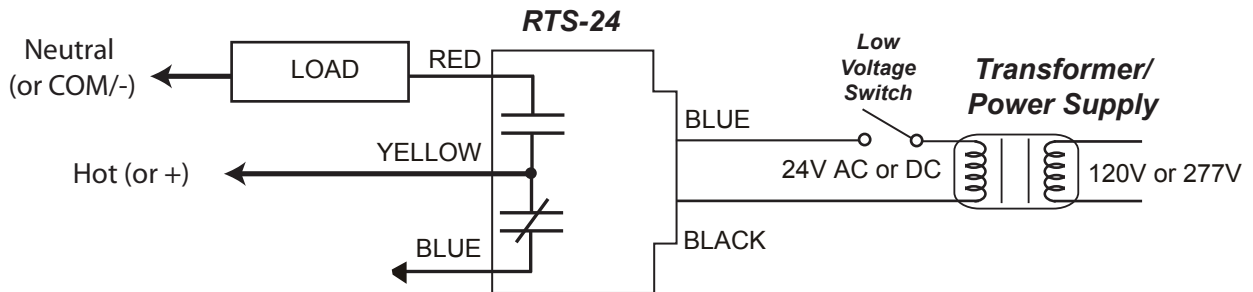 RTS-24
Neutral
(or COM/-)
LOAD
RED
Low
Voltage
Switch
Transformer/
Power Supply
BLUE
YELLOW
Hot (or +)
24V AC or DC
120V or 277V
BLUE
BLACK